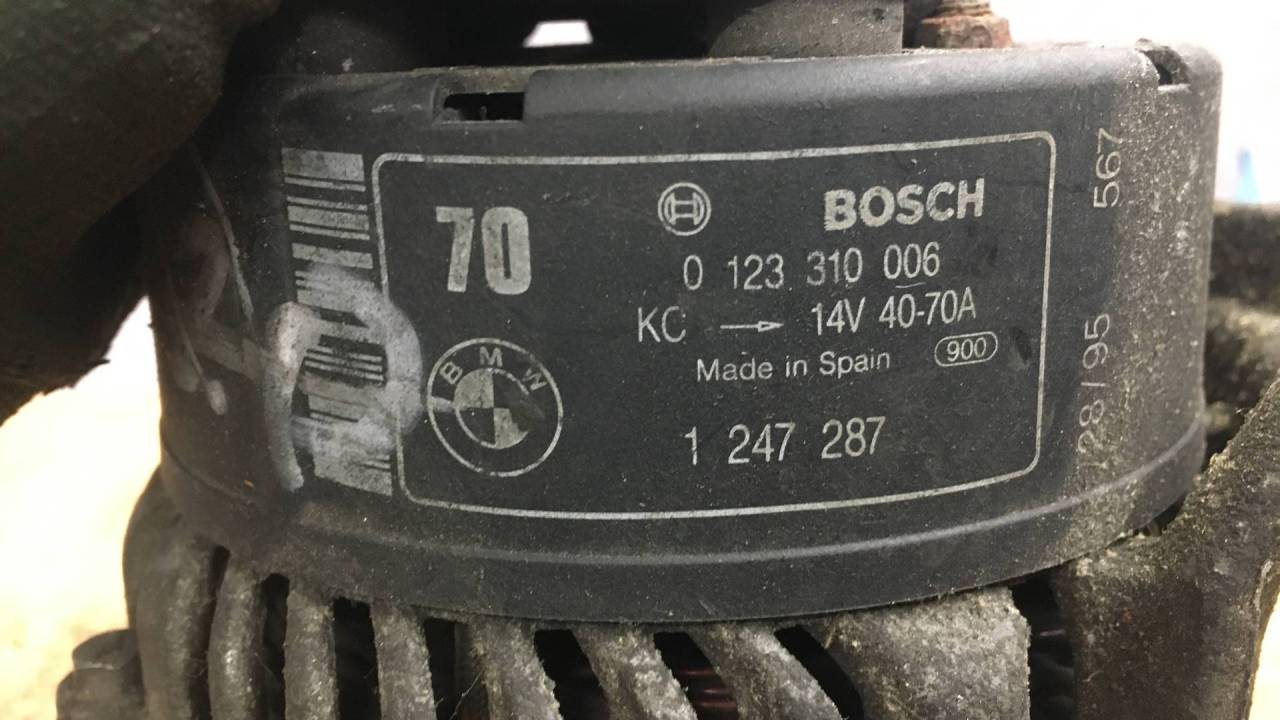 70
BOSCH
0 123 310 006
KC → 14V 40-70A
Made in Spain 900
BMW
1 247 287
28/95 567